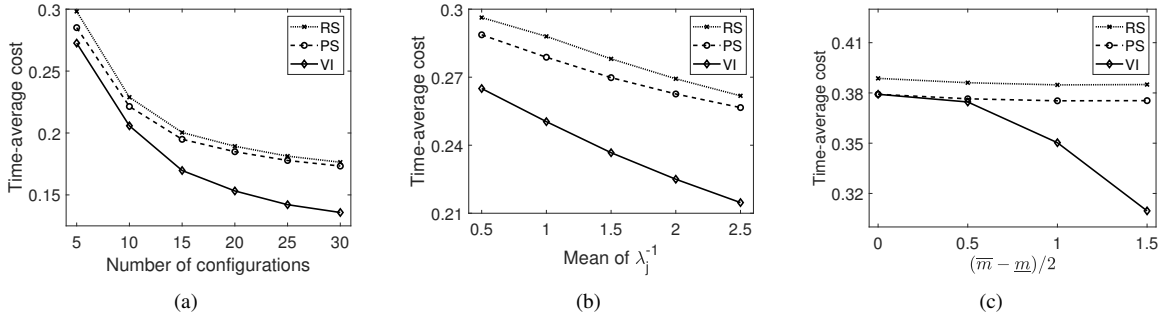 0.3
0.25
0.2
0.15
5 10 15 20 25 30
Time-average cost
Number of configurations
RS
PS
VI
(a)
0.3
0.27
0.24
0.21
0.5 1 1.5 2 2.5
Time-average cost
Mean of λ_j^-1
RS
PS
VI
(b)
0.41
0.38
0.35
0.32
0 0.5 1 1.5
Time-average cost
(m̅ − m̲)/2
RS
PS
VI
(c)